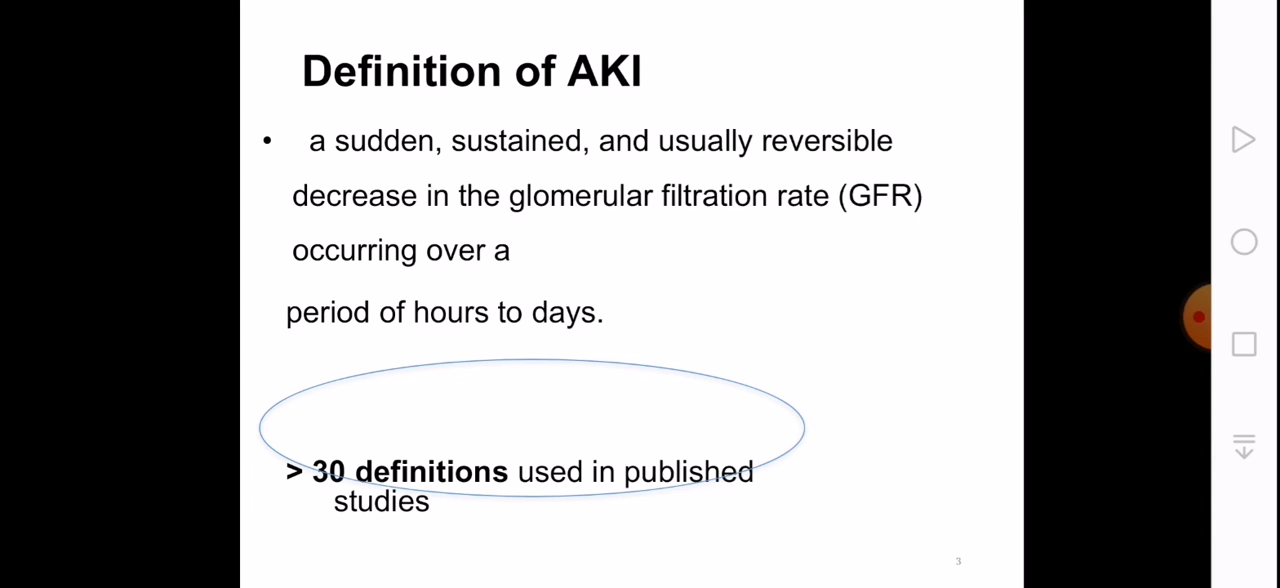 Definition of AKI
• a sudden, sustained, and usually reversible
decrease in the glomerular filtration rate (GFR)
occurring over a
period of hours to days.
> 30 definitions used in published
studies
3